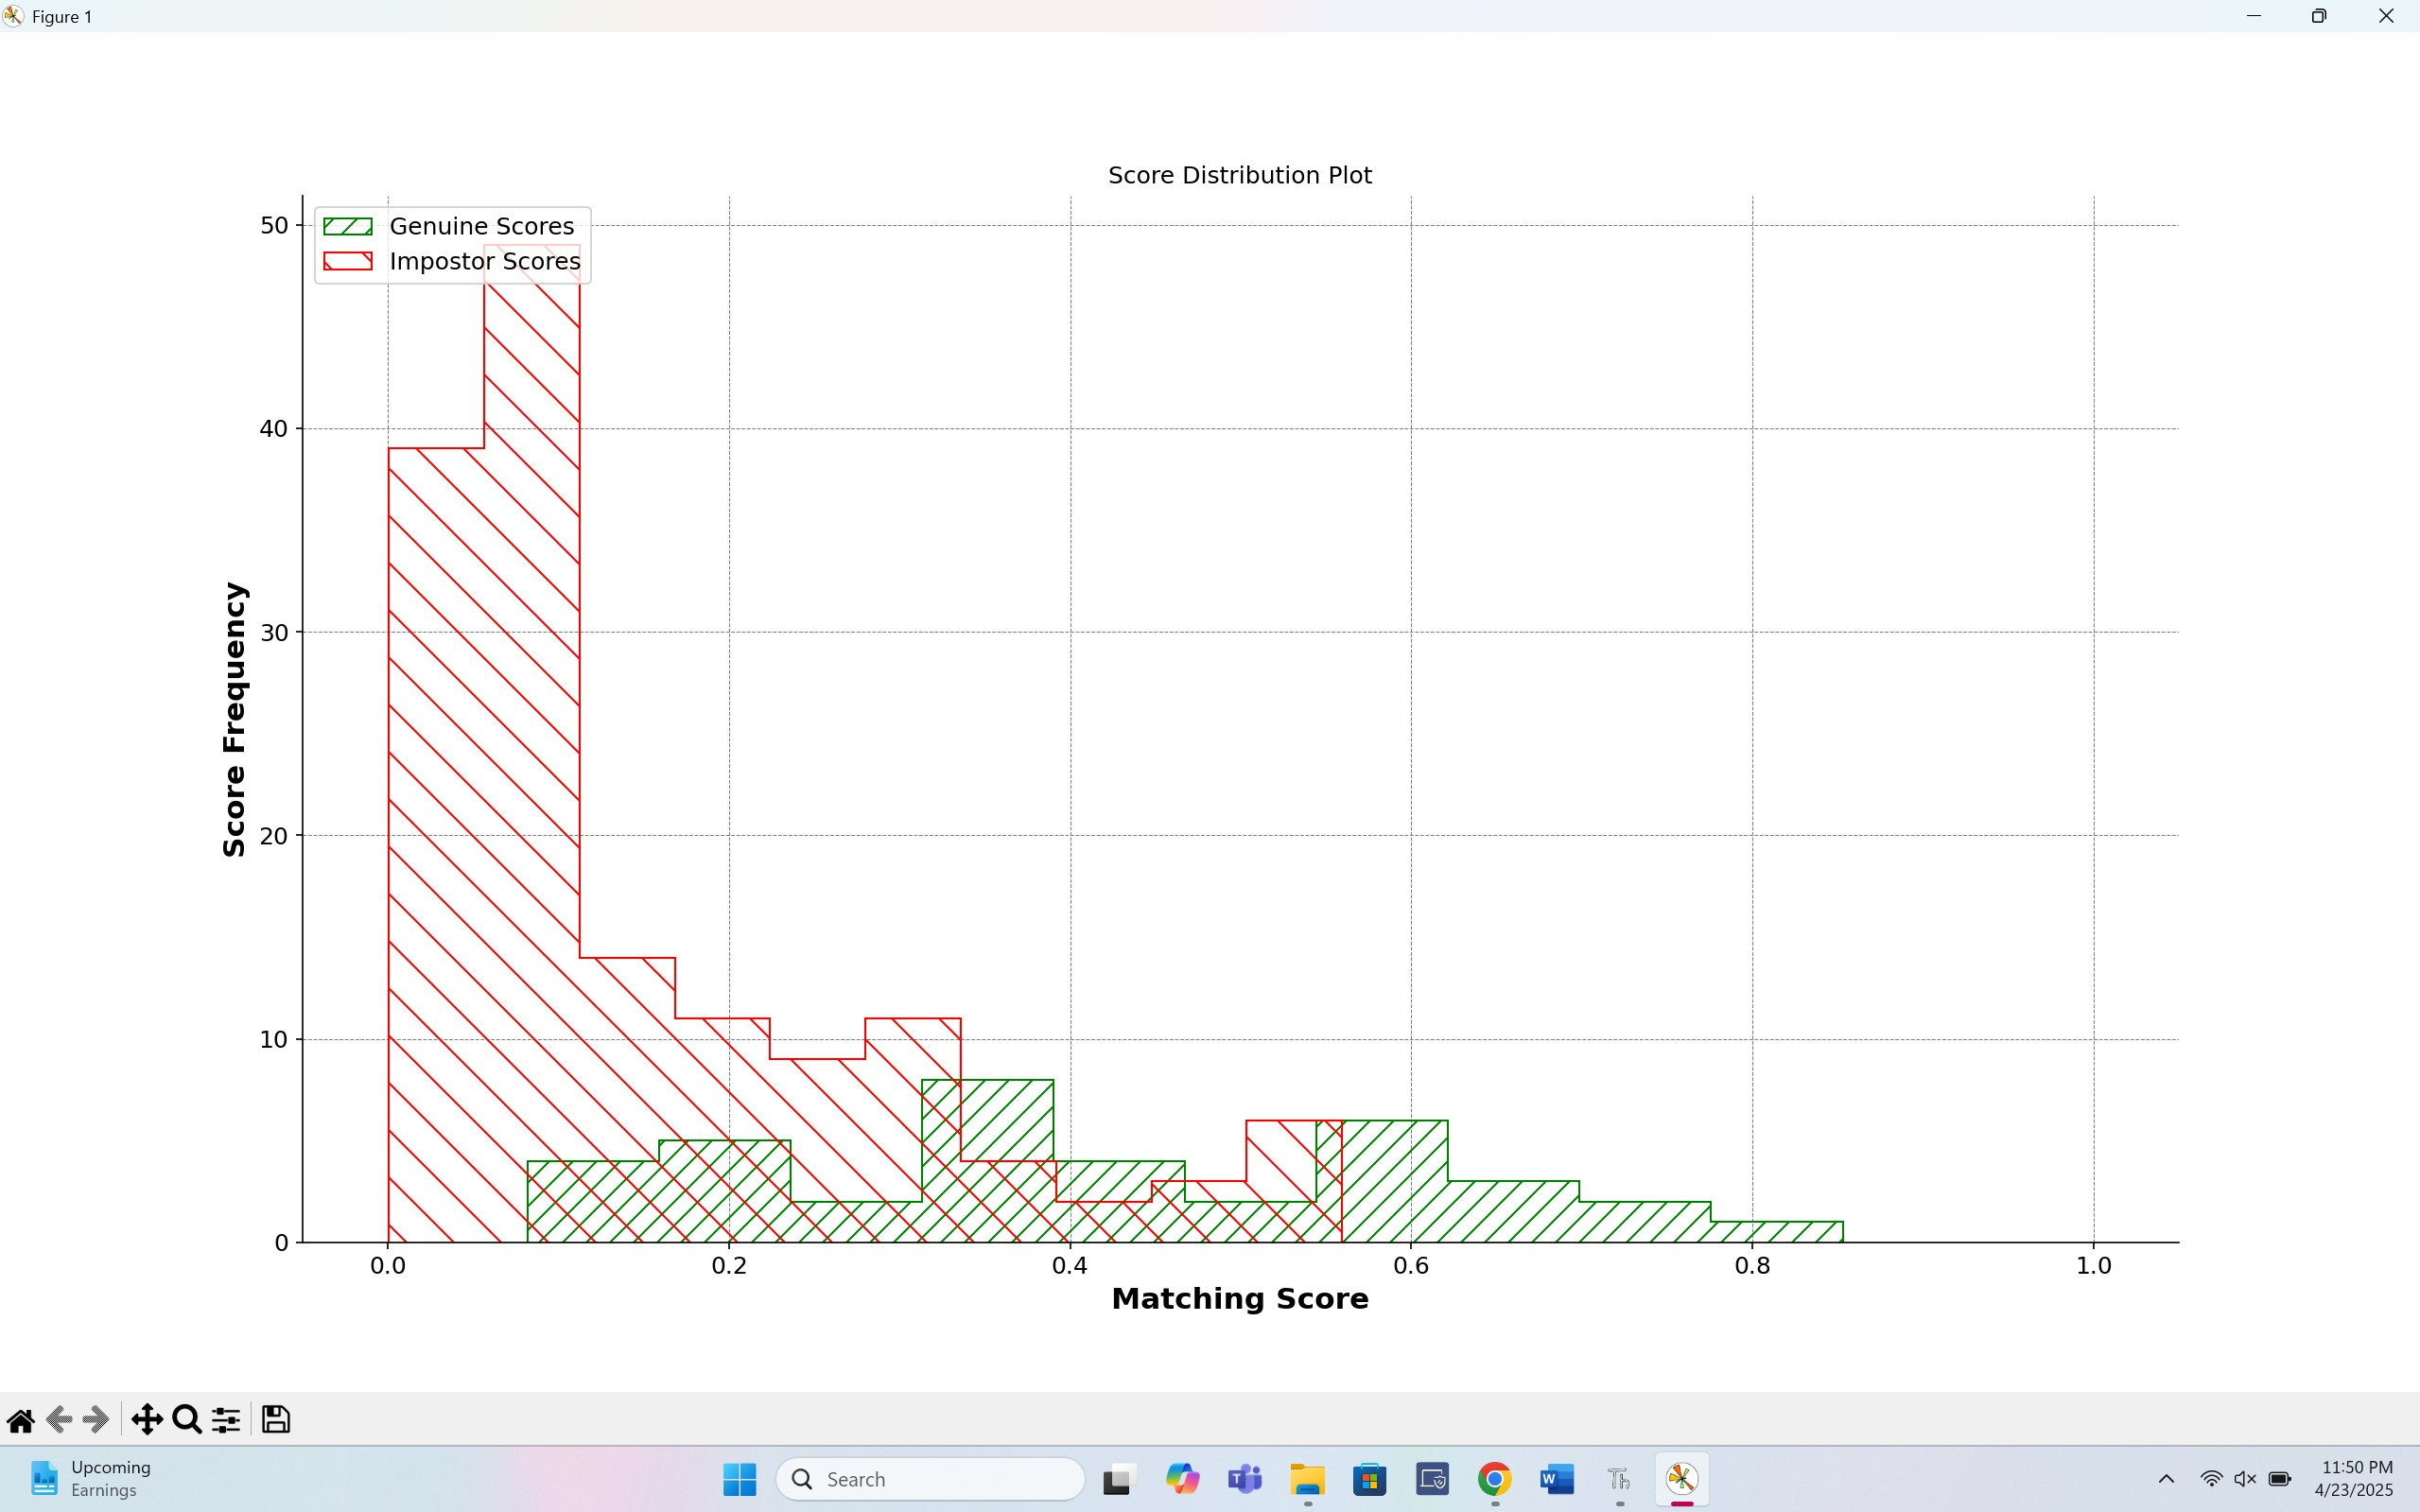 Figure 1
Score Distribution Plot
Genuine Scores
Impostor Scores
50
40
30
20
10
0
Score Frequency
0.0 0.2 0.4 0.6 0.8 1.0
Matching Score
Upcoming
Earnings
Search
T
W
Th
11:50 PM
4/23/2025